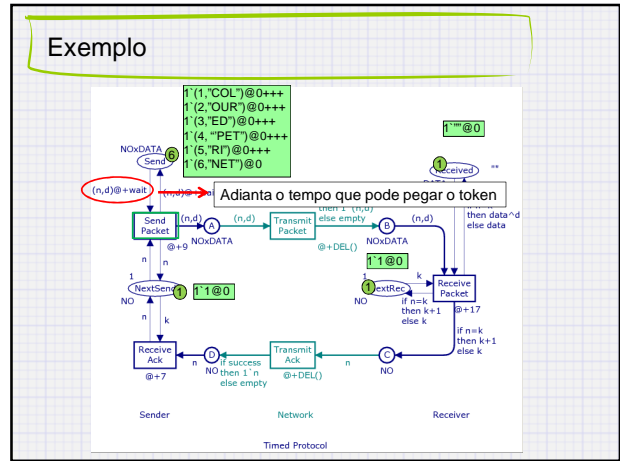 Exemplo
1`(1,"COL")@0+++
1`(2,"OUR")@0+++
1`(3,"ED")@0+++
1`(4, "'PET")@0+++
1`(5,"RI")@0+++
1`(6,"NET")@0
1`""@0
NOxDATA
Send
6
1
Received
""
(n,d)@+wait
Adianta o tempo que pode pegar o token
then data^d
else data
Send
Packet
@+9
(n,d)
A
NOxDATA
(n,d)
Transmit
Packet
@+DEL()
else empty
B
NOxDATA
(n,d)
n
n
1
NextSend
1
1`1@0
NO
1`1@0
1
1
NextRec
NO
k
if n=k
then k+1
else k
Receive
Packet
@+17
n
k
if n=k
then k+1
else k
Receive
Ack
@+7
n
D
NO
if success
then 1`n
else empty
Transmit
Ack
@+DEL()
n
C
NO
Sender
Network
Receiver
Timed Protocol